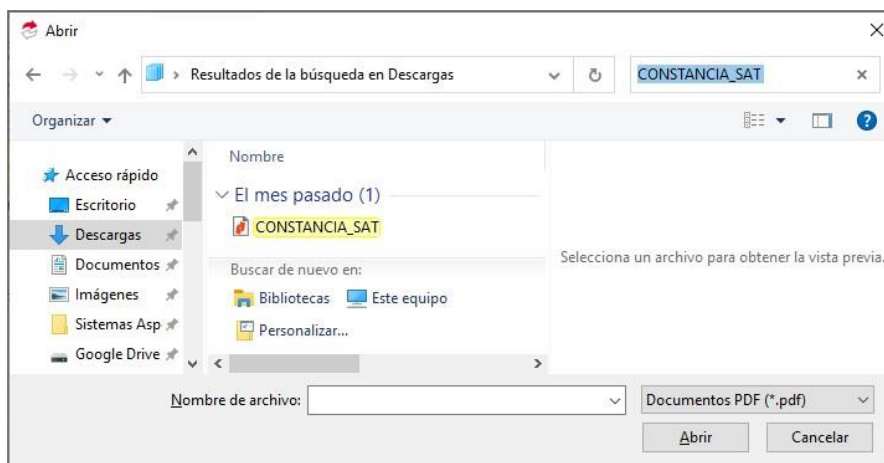 Abrir
Resultados de la búsqueda en Descargas
CONSTANCIA_SAT
Organizar
Acceso rápido
Escritorio
Descargas
Documentos
Imágenes
Sistemas Asp
Google Drive
Nombre
El mes pasado (1)
CONSTANCIA_SAT
Buscar de nuevo en:
Bibliotecas Este equipo
Personalizar...
Selecciona un archivo para obtener la vista previa.
Nombre de archivo:
Documentos PDF (*.pdf)
Abrir Cancelar